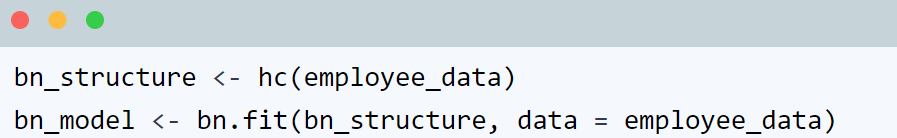 bn_structure <- hc(employee_data)
bn_model <- bn.fit(bn_structure, data = employee_data)